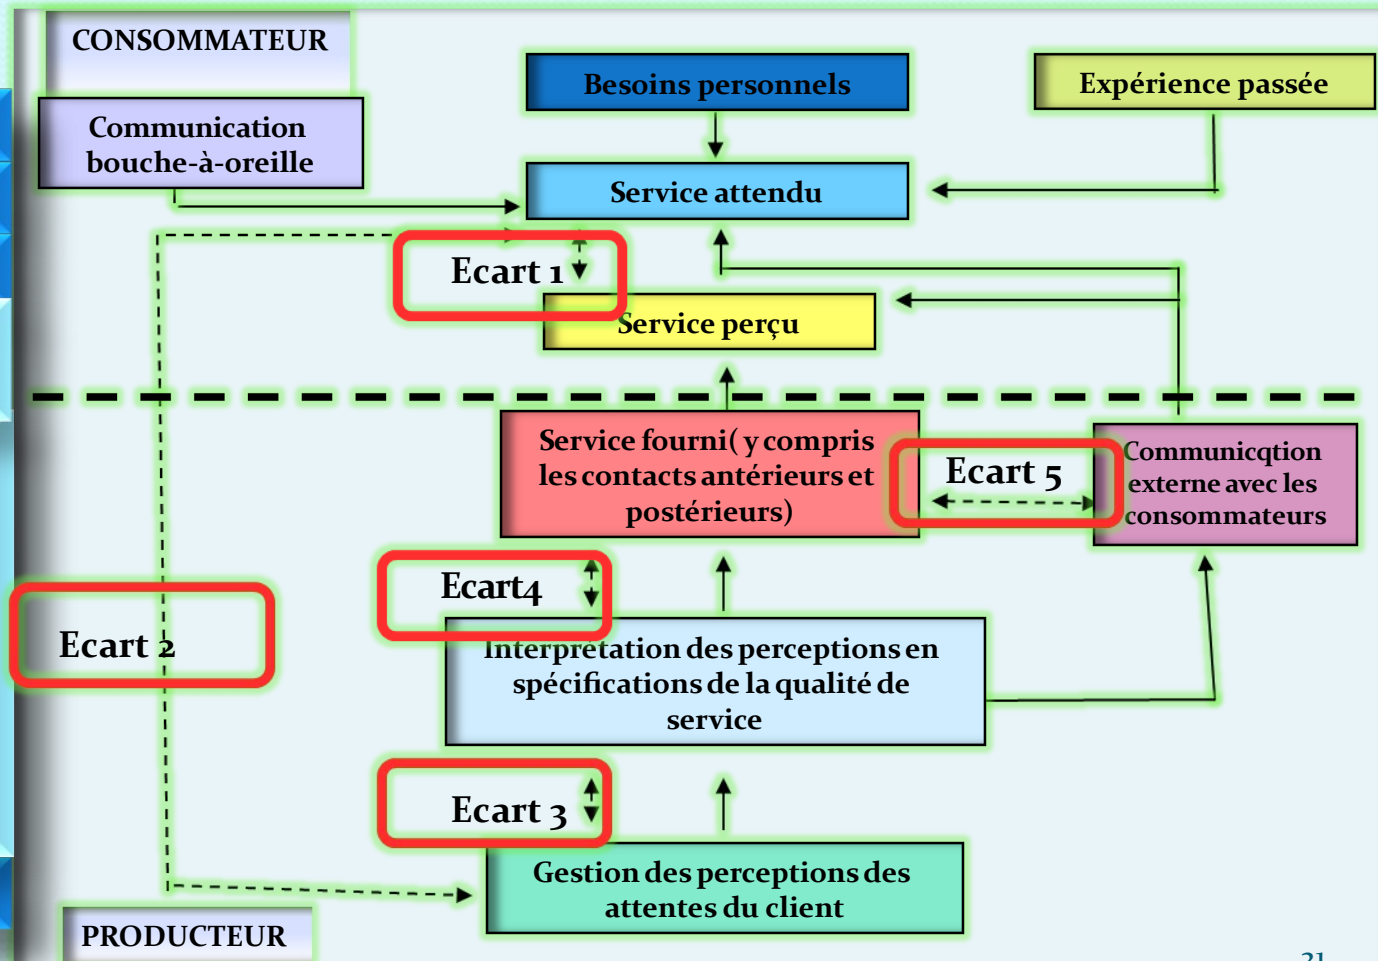 CONSOMMATEUR
Besoins personnels
Expérience passée
Communication
bouche-à-oreille
Service attendu
Ecart 1
Service perçu
Service fourni( y compris
les contacts antérieurs et
postérieurs)
Ecart 5
Communicqtion
externe avec les
consommateurs
Ecart4
Ecart 2
Interprétation des perceptions en
spécifications de la qualité de
service
Ecart 3
Gestion des perceptions des
attentes du client
PRODUCTEUR
21